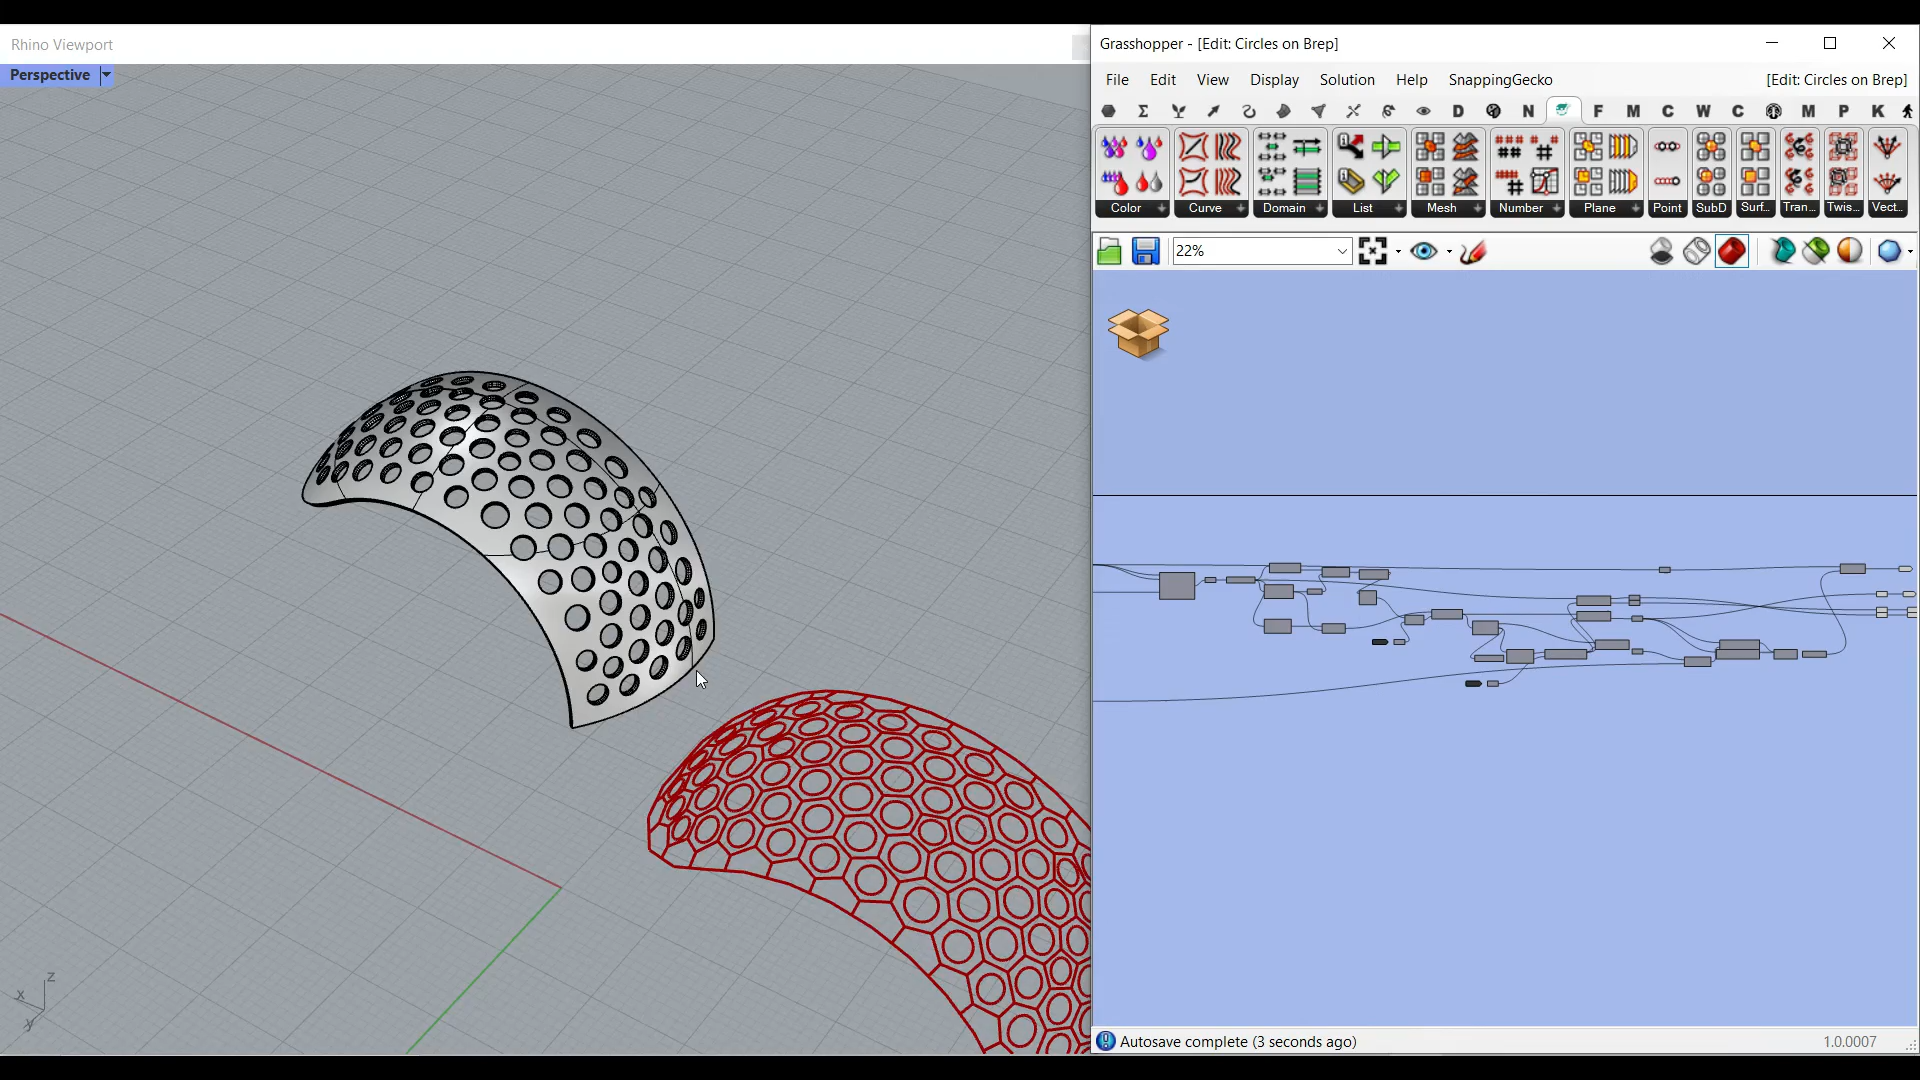 Rhino Viewport
Perspective
z
x
y
Grasshopper - [Edit: Circles on Brep]
File Edit View Display Solution Help SnappingGecko [Edit: Circles on Brep]
D N F M C W C M P K
Color Curve Domain List Mesh Number Plane Point SubD Surf... Tran... Twis... Vect...
22%
Autosave complete (3 seconds ago)
1.0.0007